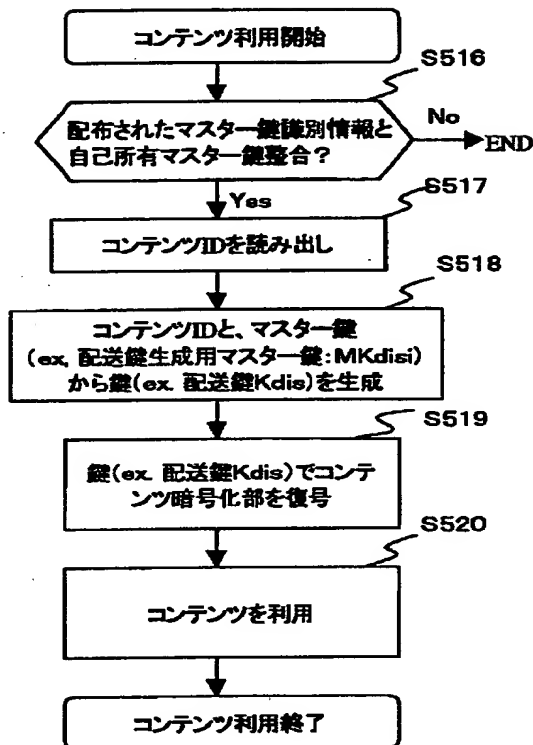 コンテンツ利用開始
S516
配布されたマスター鍵識別情報と
自己所有マスター鍵整合？
No
END
Yes
S517
コンテンツIDを読み出し
S518
コンテンツIDと、マスター鍵
(ex, 配送鍵生成用マスター鍵:MKdisi)
から鍵(ex. 配送鍵Kdis)を生成
S519
鍵(ex. 配送鍵Kdis)でコンテ
ンツ暗号化部を復号
S520
コンテンツを利用
コンテンツ利用終了